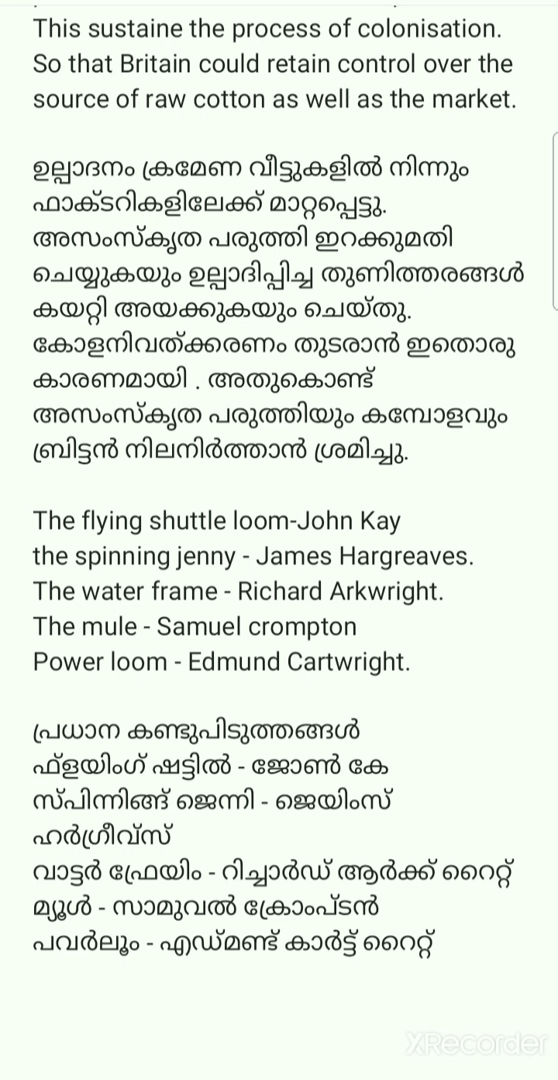 This sustaine the process of colonisation.
So that Britain could retain control over the
source of raw cotton as well as the market.
ഉല്പാദനം ക്രമേണ വീട്ടുകളിൽ നിന്നും
ഫാക്ടറികളിലേക്ക് മാറ്റപ്പെട്ടു.
അസംസ്കൃത പരുത്തി ഇറക്കുമതി
ചെയ്യുകയും ഉല്പാദിപ്പിച്ച തുണിത്തരങ്ങൾ
കയറ്റി അയക്കുകയും ചെയ്തു.
കോളനിവത്ക്കരണം തുടരാൻ ഇതൊരു
കാരണമായി . അതുകൊണ്ട്
അസംസ്കൃത പരുത്തിയും കമ്പോളവും
ബ്രിട്ടൻ നിലനിർത്താൻ ശ്രമിച്ചു.
The flying shuttle loom-John Kay
the spinning jenny - James Hargreaves.
The water frame - Richard Arkwright.
The mule - Samuel crompton
Power loom - Edmund Cartwright.
പ്രധാന കണ്ടുപിടുത്തങ്ങൾ
ഫ്ളയിംഗ് ഷട്ടിൽ - ജോൺ കേ
സ്പിന്നിങ്ങ് ജെന്നി - ജെയിംസ്
ഹർഗ്രീവ്സ്
വാട്ടർ ഫ്രേയിം - റിച്ചാർഡ് ആർക്ക് റൈറ്റ്
മ്യൂൾ - സാമുവൽ ക്രോംപ്ടൻ
പവർലൂം - എഡ്മണ്ട് കാർട്ട് റൈറ്റ്
XRecorder